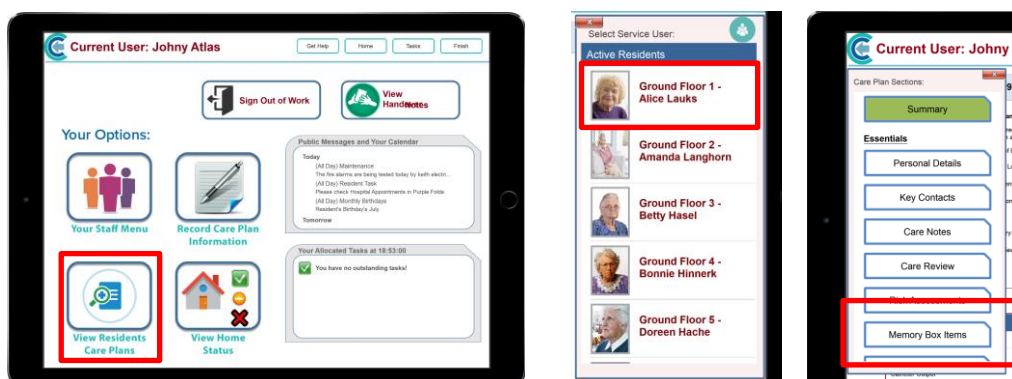 Current User: Johny Atlas
Get Help
Home
Tasks
Finish
Sign Out of Work
View
Handover Notes
Your Options:
Your Staff Menu
Record Care Plan
Information
View Residents
Care Plans
View Home
Status
Public Messages and Your Calendar
Today
(All Day) Maintenance
The fire alarms are being tested today by keith electri...
(All Day) Resident Task
Please check Hospital Appointments in Purple Folde
(All Day) Monthly Birthdays
Resident's Birthday's July
Tomorrow
Your Allocated Tasks at 18:53:00
You have no outstanding tasks!
Select Service User:
Active Residents
Ground Floor 1 -
Alice Lauks
Ground Floor 2 -
Amanda Langhorn
Ground Floor 3 -
Betty Hasel
Ground Floor 4 -
Bonnie Hinnerk
Ground Floor 5 -
Doreen Hache
Current User: Johny
Care Plan Sections:
Summary
Essentials
Personal Details
Key Contacts
Care Notes
Care Review
Risk Assessments
Memory Box Items